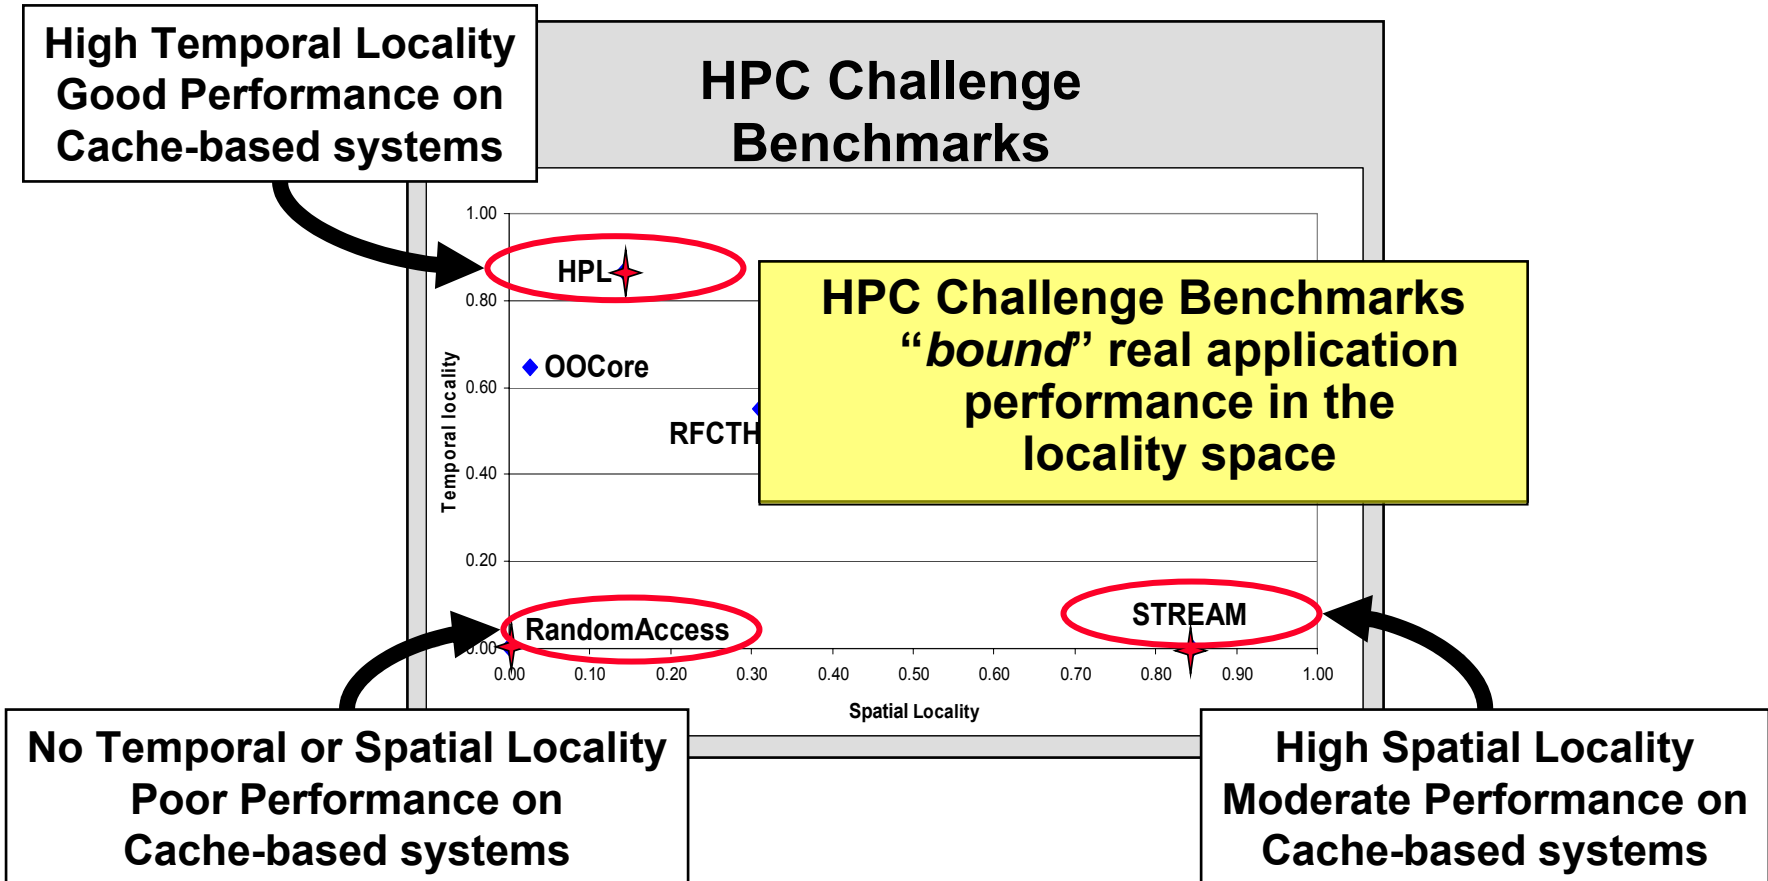 High Temporal Locality
Good Performance on
Cache-based systems
HPC Challenge
Benchmarks
1.00
HPL
0.80
HPC Challenge Benchmarks
“bound” real application
performance in the
locality space
OOCore
0.60
RFCTH
0.40
Temporal locality
0.20
STREAM
RandomAccess
0.00
0.00 0.10 0.20 0.30 0.40 0.50 0.60 0.70 0.80 0.90 1.00
Spatial Locality
No Temporal or Spatial Locality
Poor Performance on
Cache-based systems
High Spatial Locality
Moderate Performance on
Cache-based systems